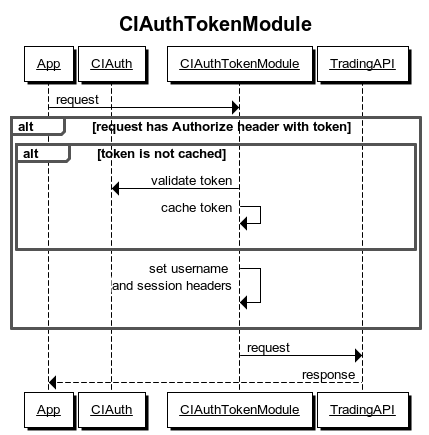 CIAuthTokenModule
App CIAuth CIAuthTokenModule TradingAPI
request
alt [request has Authorize header with token]
alt [token is not cached]
validate token
cache token
set username
and session headers
request
response
App CIAuth CIAuthTokenModule TradingAPI